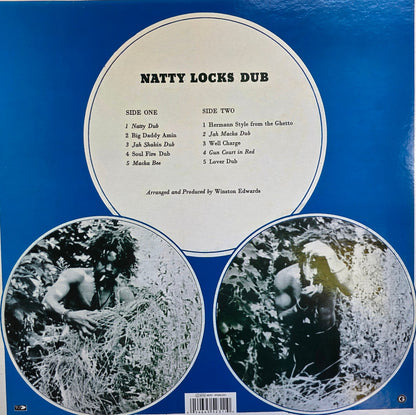 NATTY LOCKS DUB
SIDE ONE
1 Natty Dub
2 Big Daddy Amin
3 Jah Shakin Dub
4 Soul Fire Dub
5 Macka Bee
SIDE TWO
1 Hermann Style from the Ghetto
2 Jah Macka Dub
3 Well Charge
4 Gun Court in Red
5 Lover Dub
Arranged and Produced by Winston Edwards